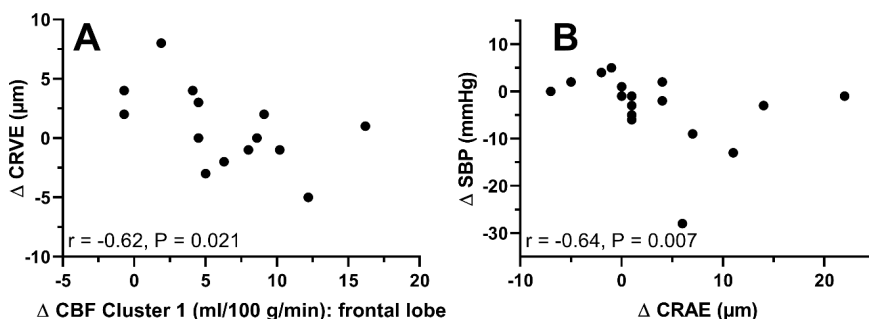 A
10
5
0
-5
-10
Δ CRVE (µm)
r = -0.62, P = 0.021
-5 0 5 10 15 20
Δ CBF Cluster 1 (ml/100 g/min): frontal lobe
B
10
0
-10
-20
-30
Δ SBP (mmHg)
r = -0.64, P = 0.007
-10 0 10 20
Δ CRAE (µm)